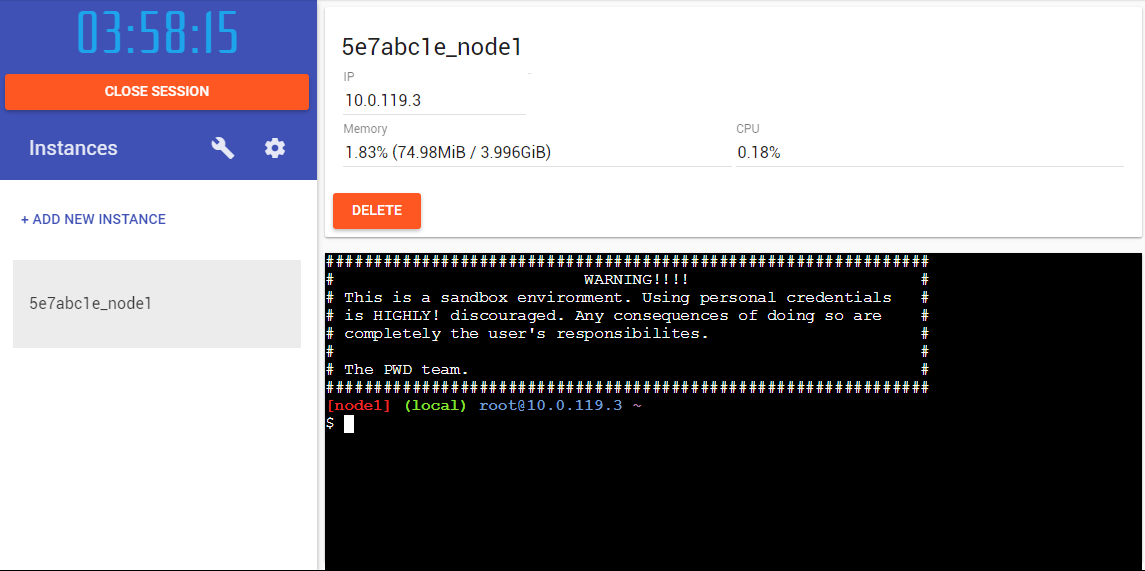 03:58:15
CLOSE SESSION
Instances
+ ADD NEW INSTANCE
5e7abc1e_node1
5e7abc1e_node1
IP
10.0.119.3
Memory
1.83% (74.98MiB / 3.996GiB)
CPU
0.18%
DELETE
###################################################################
#                            WARNING!!!!                          #
# This is a sandbox environment. Using personal credentials       #
# is HIGHLY! discouraged. Any consequences of doing so are        #
# completely the user's responsibilites.                          #
#                                                                 #
# The PWD team.                                                   #
###################################################################
[node1] (local) root@10.0.119.3 ~
$